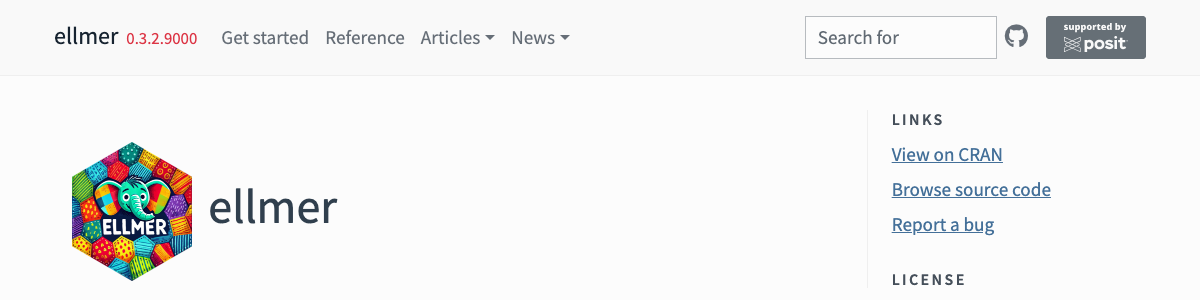 ellmer 0.3.2.9000 Get started Reference Articles News Search for supported by posit
LINKS
View on CRAN
Browse source code
Report a bug
ELLMER
ellmer
LICENSE